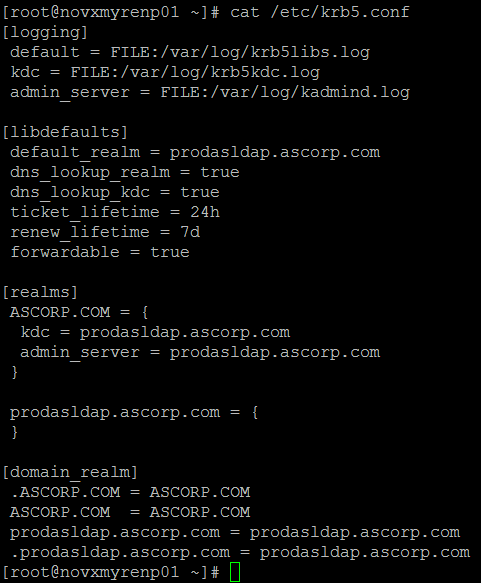 [root@novxmyrenp01 ~]# cat /etc/krb5.conf
[logging]
 default = FILE:/var/log/krb5libs.log
 kdc = FILE:/var/log/krb5kdc.log
 admin_server = FILE:/var/log/kadmind.log

[libdefaults]
 default_realm = prodasldap.ascorp.com
 dns_lookup_realm = true
 dns_lookup_kdc = true
 ticket_lifetime = 24h
 renew_lifetime = 7d
 forwardable = true

[realms]
 ASCORP.COM = {
  kdc = prodasldap.ascorp.com
  admin_server = prodasldap.ascorp.com
 }

 prodasldap.ascorp.com = {
 }

[domain_realm]
 .ASCORP.COM = ASCORP.COM
 ASCORP.COM  = ASCORP.COM
 prodasldap.ascorp.com = prodasldap.ascorp.com
 .prodasldap.ascorp.com = prodasldap.ascorp.com
[root@novxmyrenp01 ~]#